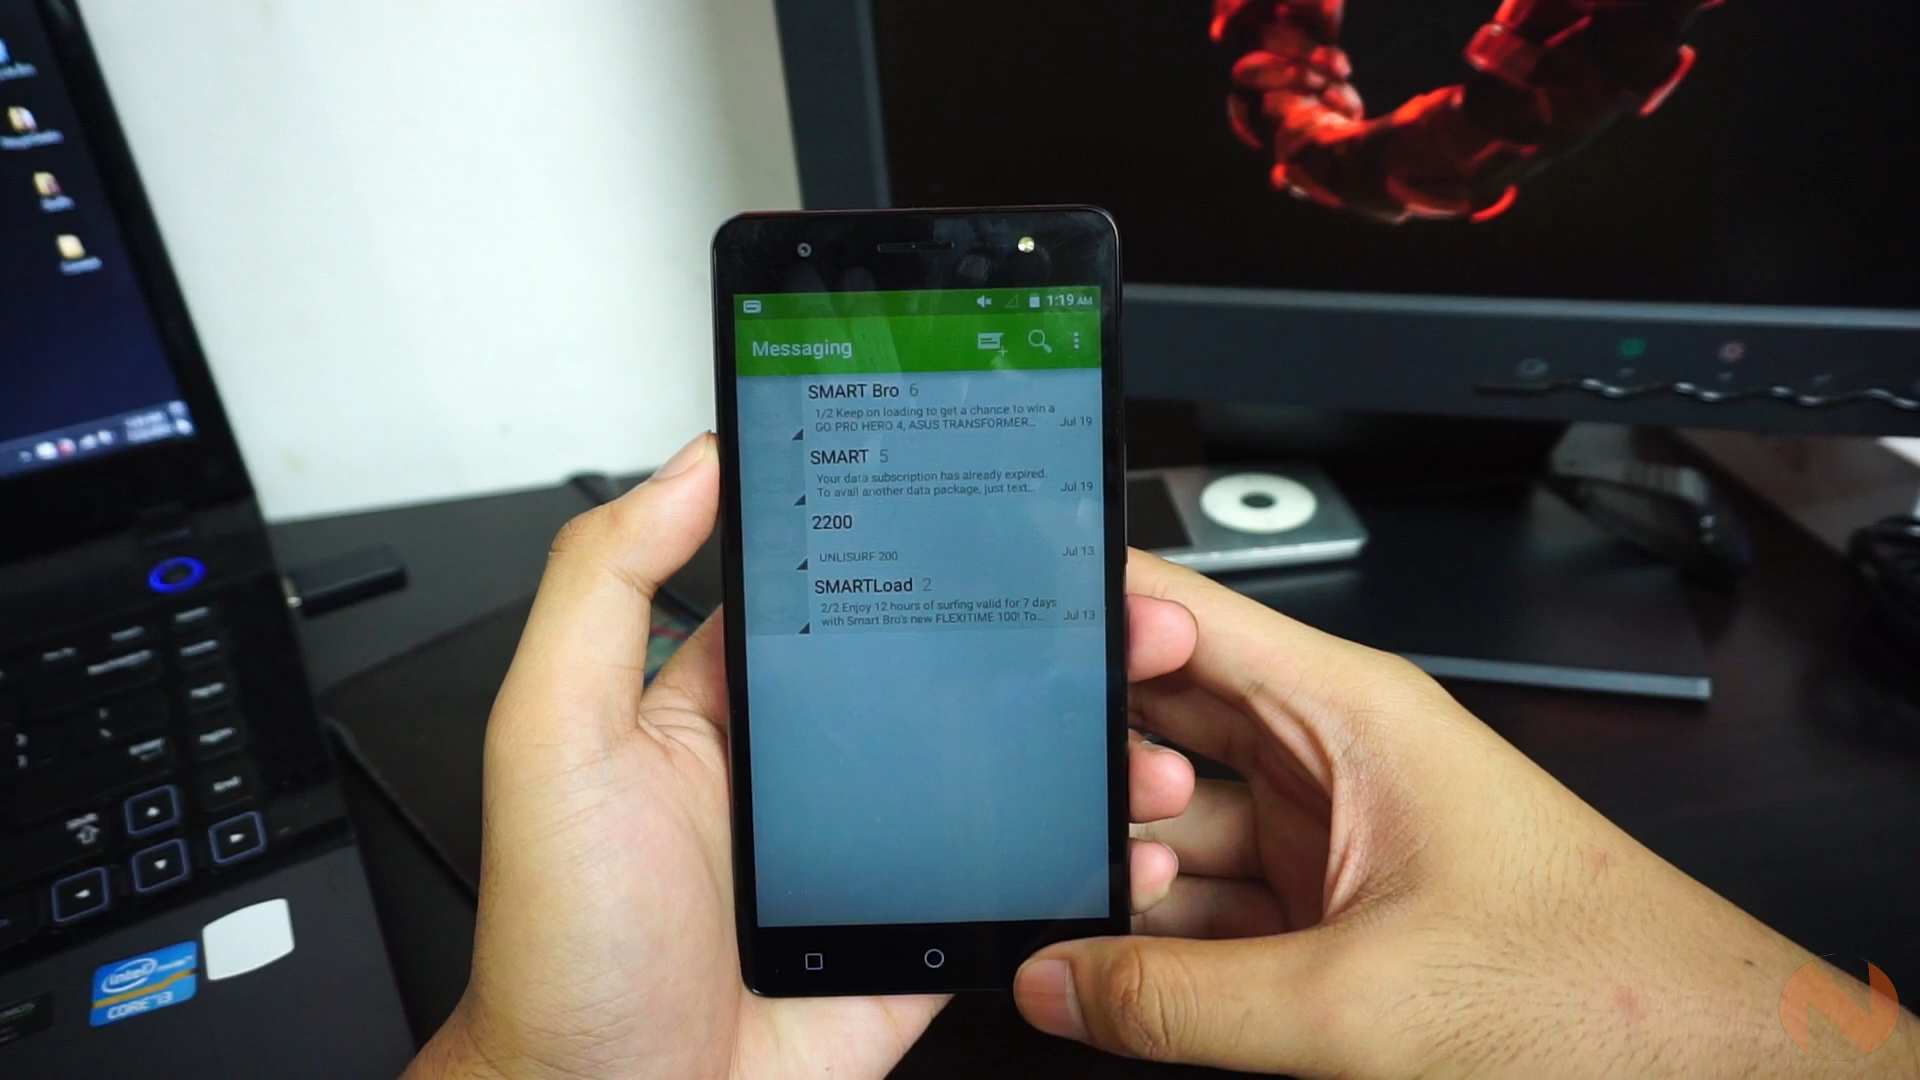 1:19 AM
Messaging
SMART Bro 6
1/2 Keep on loading to get a chance to win a
GO PRO HERO 4, ASUS TRANSFORMER...
Jul 19
SMART 5
Your data subscription has already expired.
To avail another data package, just text...
Jul 19
2200
UNLISURF 200
Jul 13
SMARTLoad 2
2/2 Enjoy 12 hours of surfing valid for 7 days
with Smart Bro's new FLEXITIME 100! To...
Jul 13
intel
CORE i3